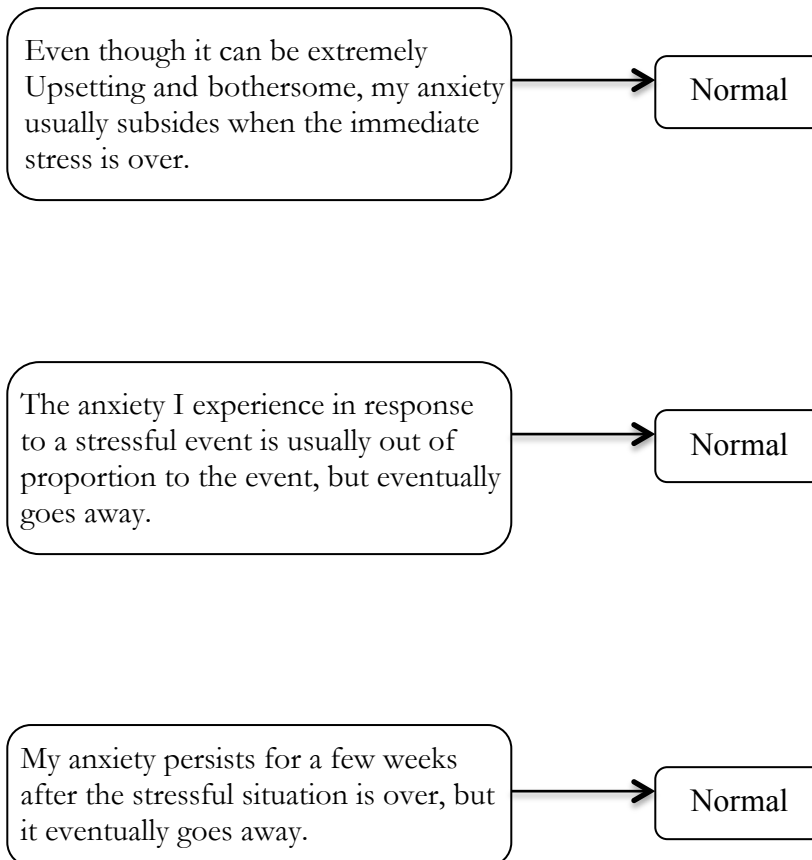 Even though it can be extremely
Upsetting and bothersome, my anxiety
usually subsides when the immediate
stress is over.
Normal
The anxiety I experience in response
to a stressful event is usually out of
proportion to the event, but eventually
goes away.
Normal
My anxiety persists for a few weeks
after the stressful situation is over, but
it eventually goes away.
Normal